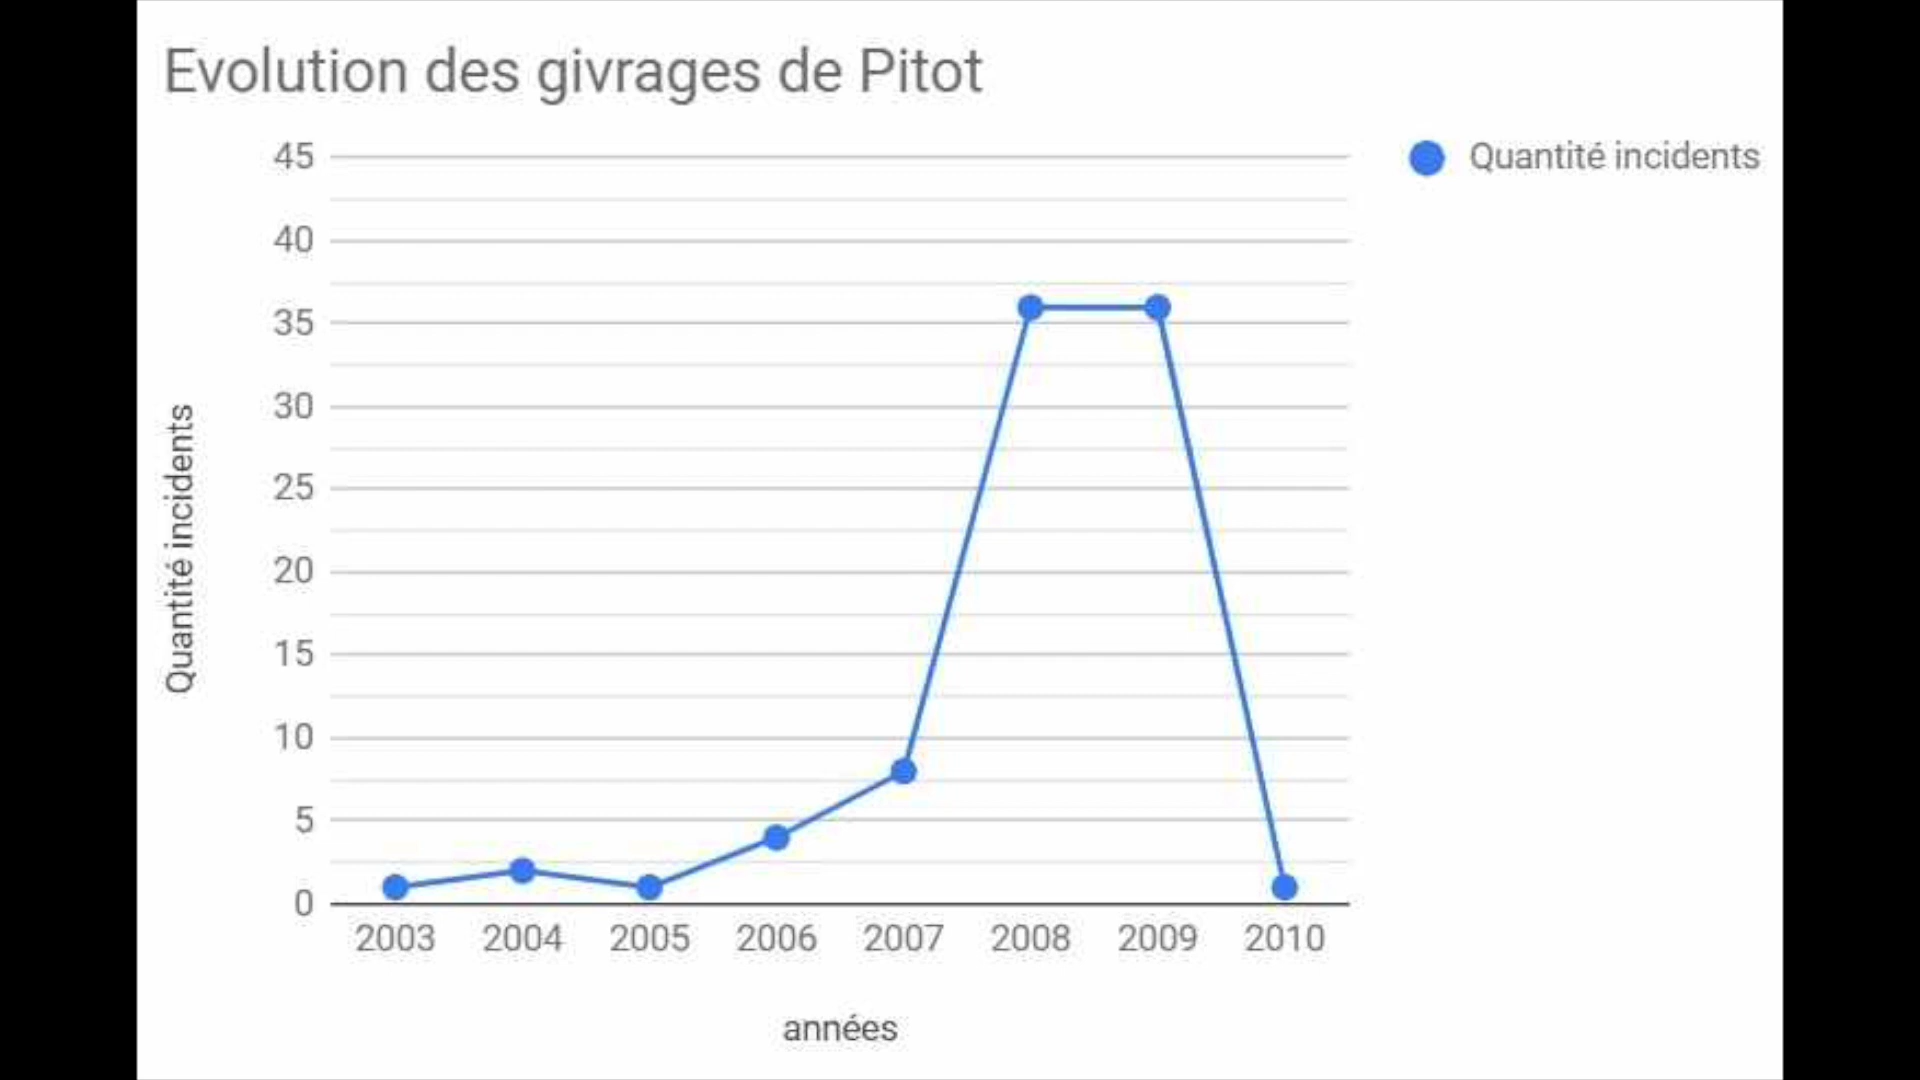 Evolution des givrages de Pitot
Quantité incidents
45
40
35
30
25
20
15
10
5
0
Quantité incidents
2003 2004 2005 2006 2007 2008 2009 2010
années